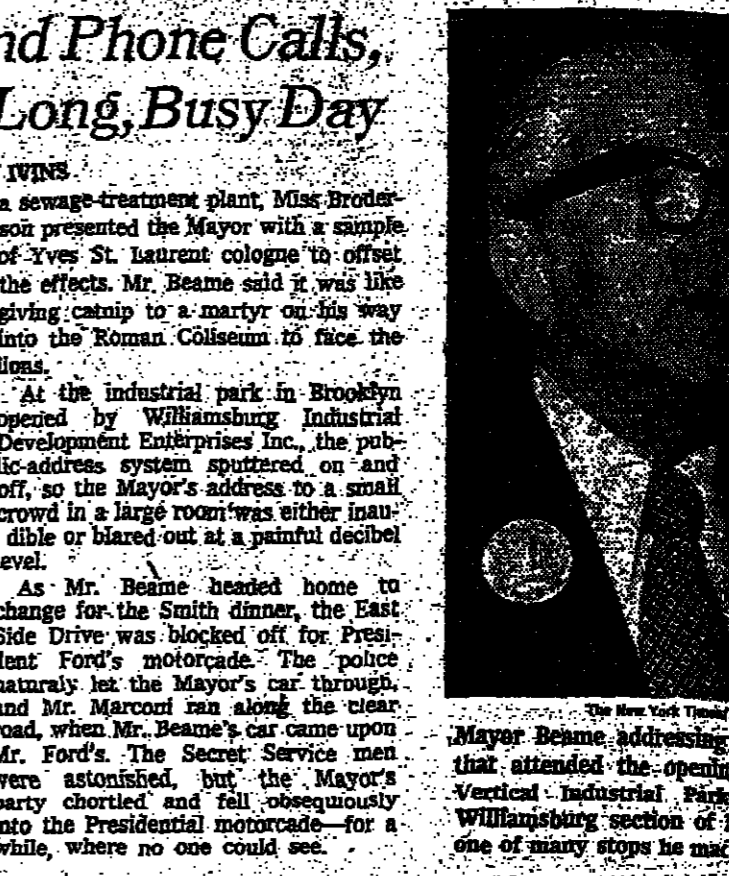 nd Phone Calls,
Long, Busy Day
IVINS
a sewage-treatment plant, Miss Broder-
son presented the Mayor with a sample
of Yves St. Laurent cologne to offset
the effects. Mr. Beame said it was like
giving catnip to a martyr on his way
into the Roman Coliseum to face the
lions.
At the industrial park in Brooklyn
opened by Williamsburg Industrial
Development Enterprises Inc., the pub-
lic-address system sputtered on and
off, so the Mayor's address to a small
crowd in a large room was either inau-
dible or blared out at a painful decibel
evel.
As Mr. Beame headed home to
change for the Smith dinner, the East
Side Drive was blocked off for Presi-
dent Ford's motorcade. The police
naturaly let the Mayor's car through,
and Mr. Marconi ran along the clear
road, when Mr. Beame's car came upon
Mr. Ford's. The Secret Service men
were astonished, but the Mayor's
party chortled and fell obsequiously
into the Presidential motorcade—for a
while, where no one could see.
The New York Times
Mayor Beame addressing
that attended the openin
Vertical Industrial Park
Williamsburg section of
one of many stops he mad